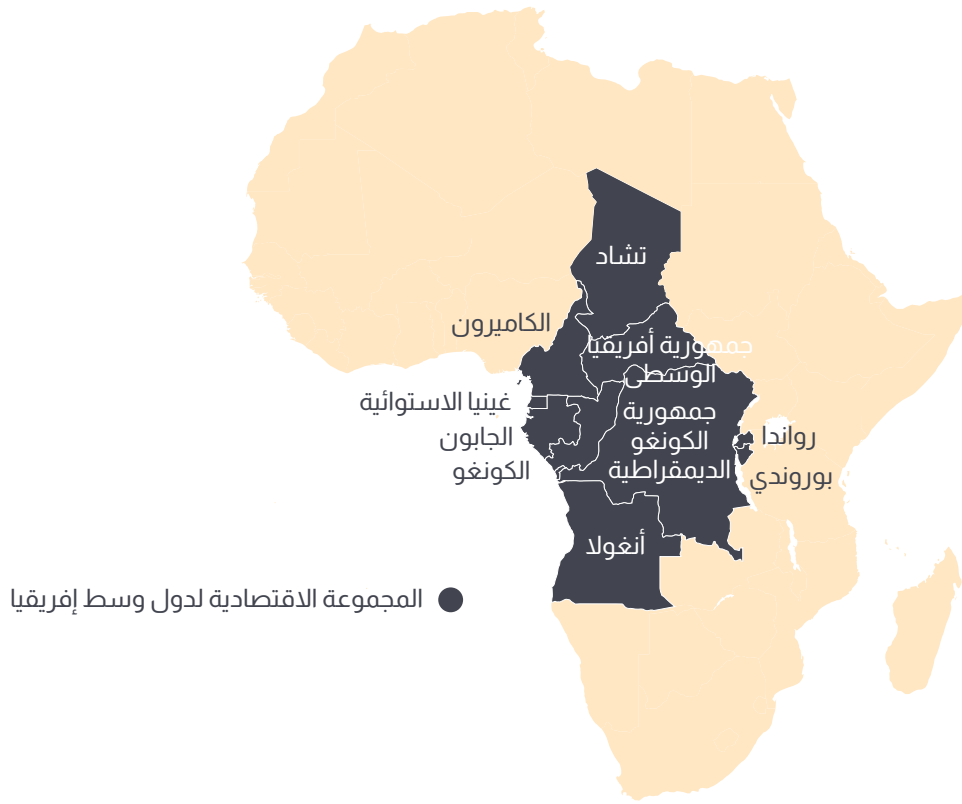 تشاد
الكاميرون
جمهورية أفريقيا
الوسطى
غينيا الاستوائية
جمهورية
الجابون
الكونغو
رواندا
الكونغو
الديمقراطية
بوروندي
أنغولا
المجموعة الاقتصادية لدول وسط إفريقيا